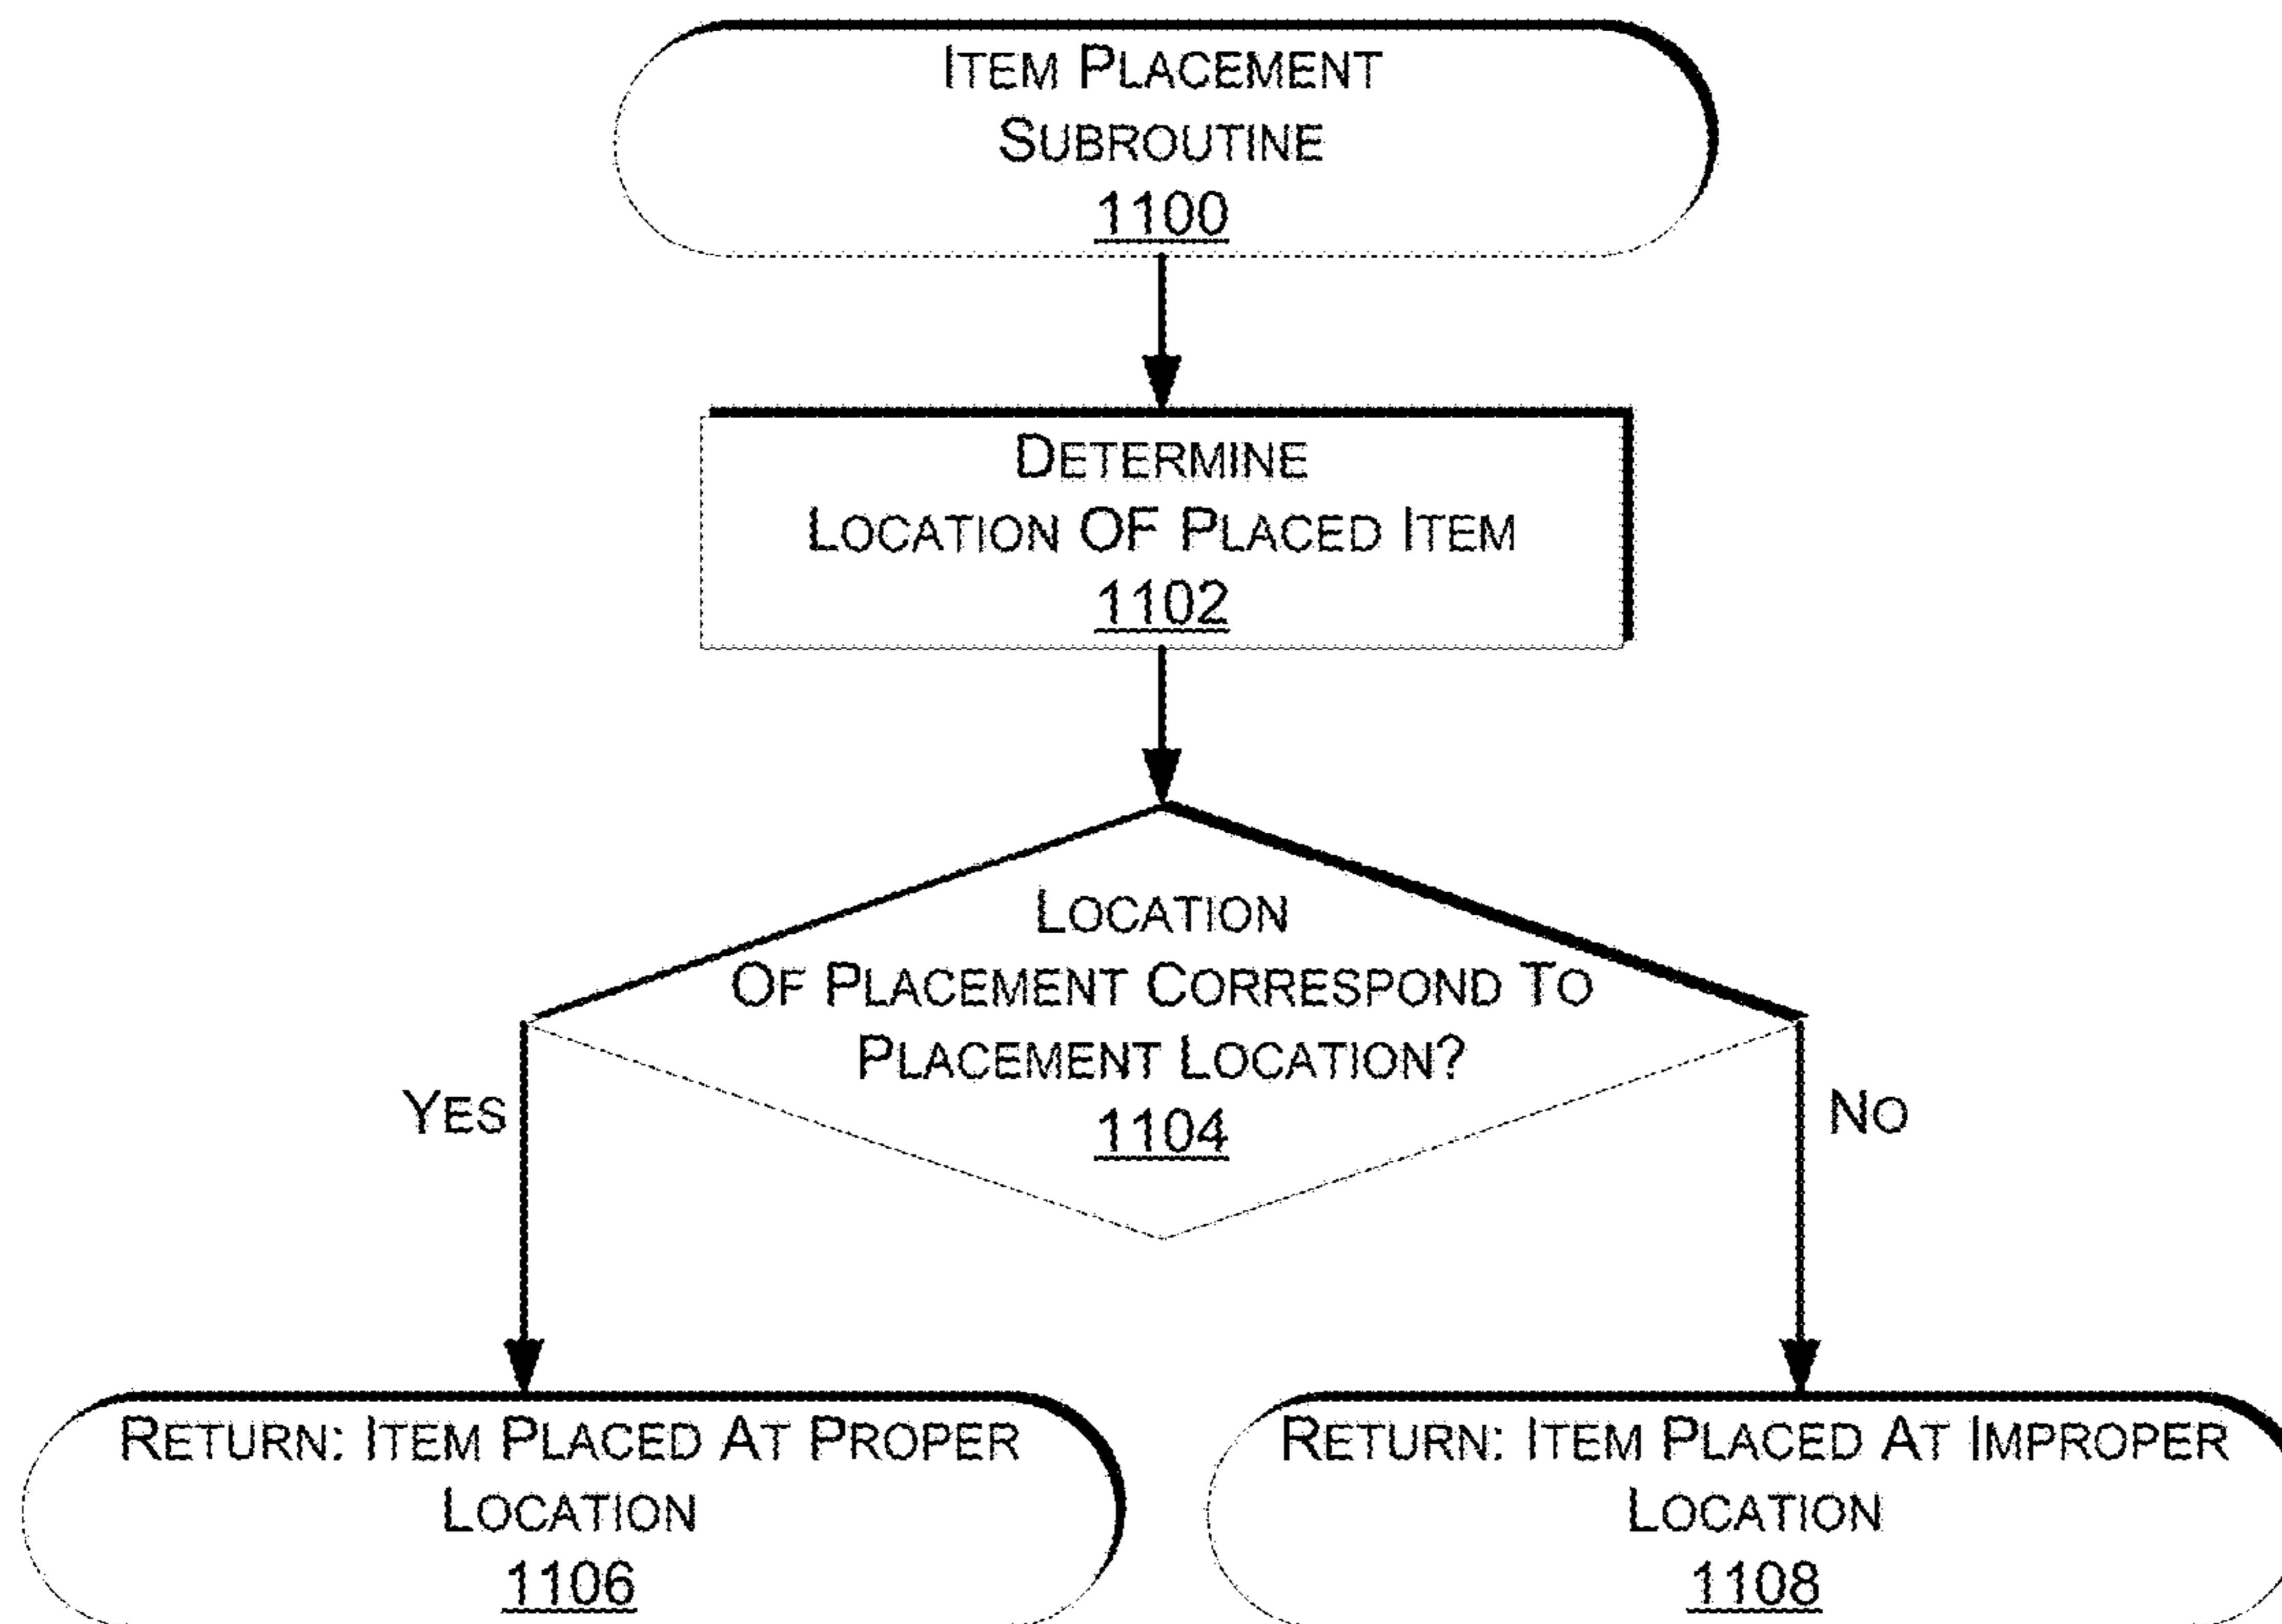 ITEM PLACEMENT
SUBROUTINE
1100
DETERMINE
LOCATION OF PLACED ITEM
1102
LOCATION
OF PLACEMENT CORRESPOND TO
PLACEMENT LOCATION?
1104
YES
NO
RETURN: ITEM PLACED AT PROPER
LOCATION
1106
RETURN: ITEM PLACED AT IMPROPER
LOCATION
1108